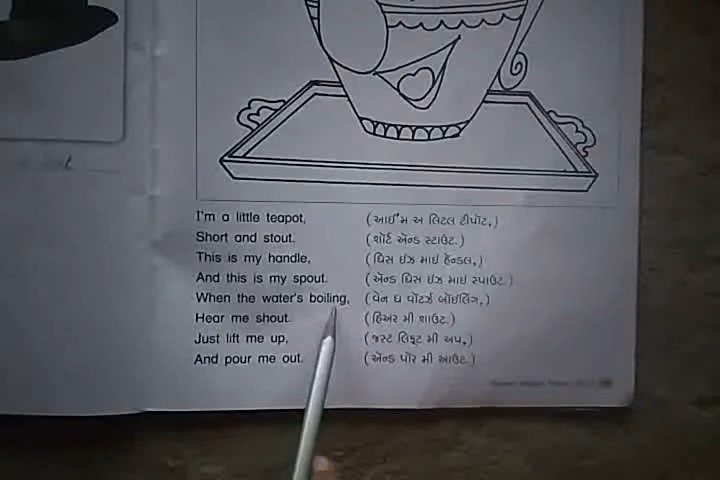 I'm a little teapot,
(આઈ'મ અ લિટલ ટીપોટ,)
Short and stout.
(શોર્ટ ઍન્ડ સ્ટાઉટ.)
This is my handle,
(ધિસ ઇઝ માઇ હેન્ડલ,)
And this is my spout.
(ઍન્ડ ધિસ ઇઝ માઇ સ્પાઉટ.)
When the water's boiling,
(વેન ધ વૉટર્ઝ બોઇલિંગ,)
Hear me shout.
(હિઅર મી શાઉટ.)
Just lift me up,
(જસ્ટ લિફ્ટ મી અપ,)
And pour me out.
(ઍન્ડ પોર મી આઉટ.)